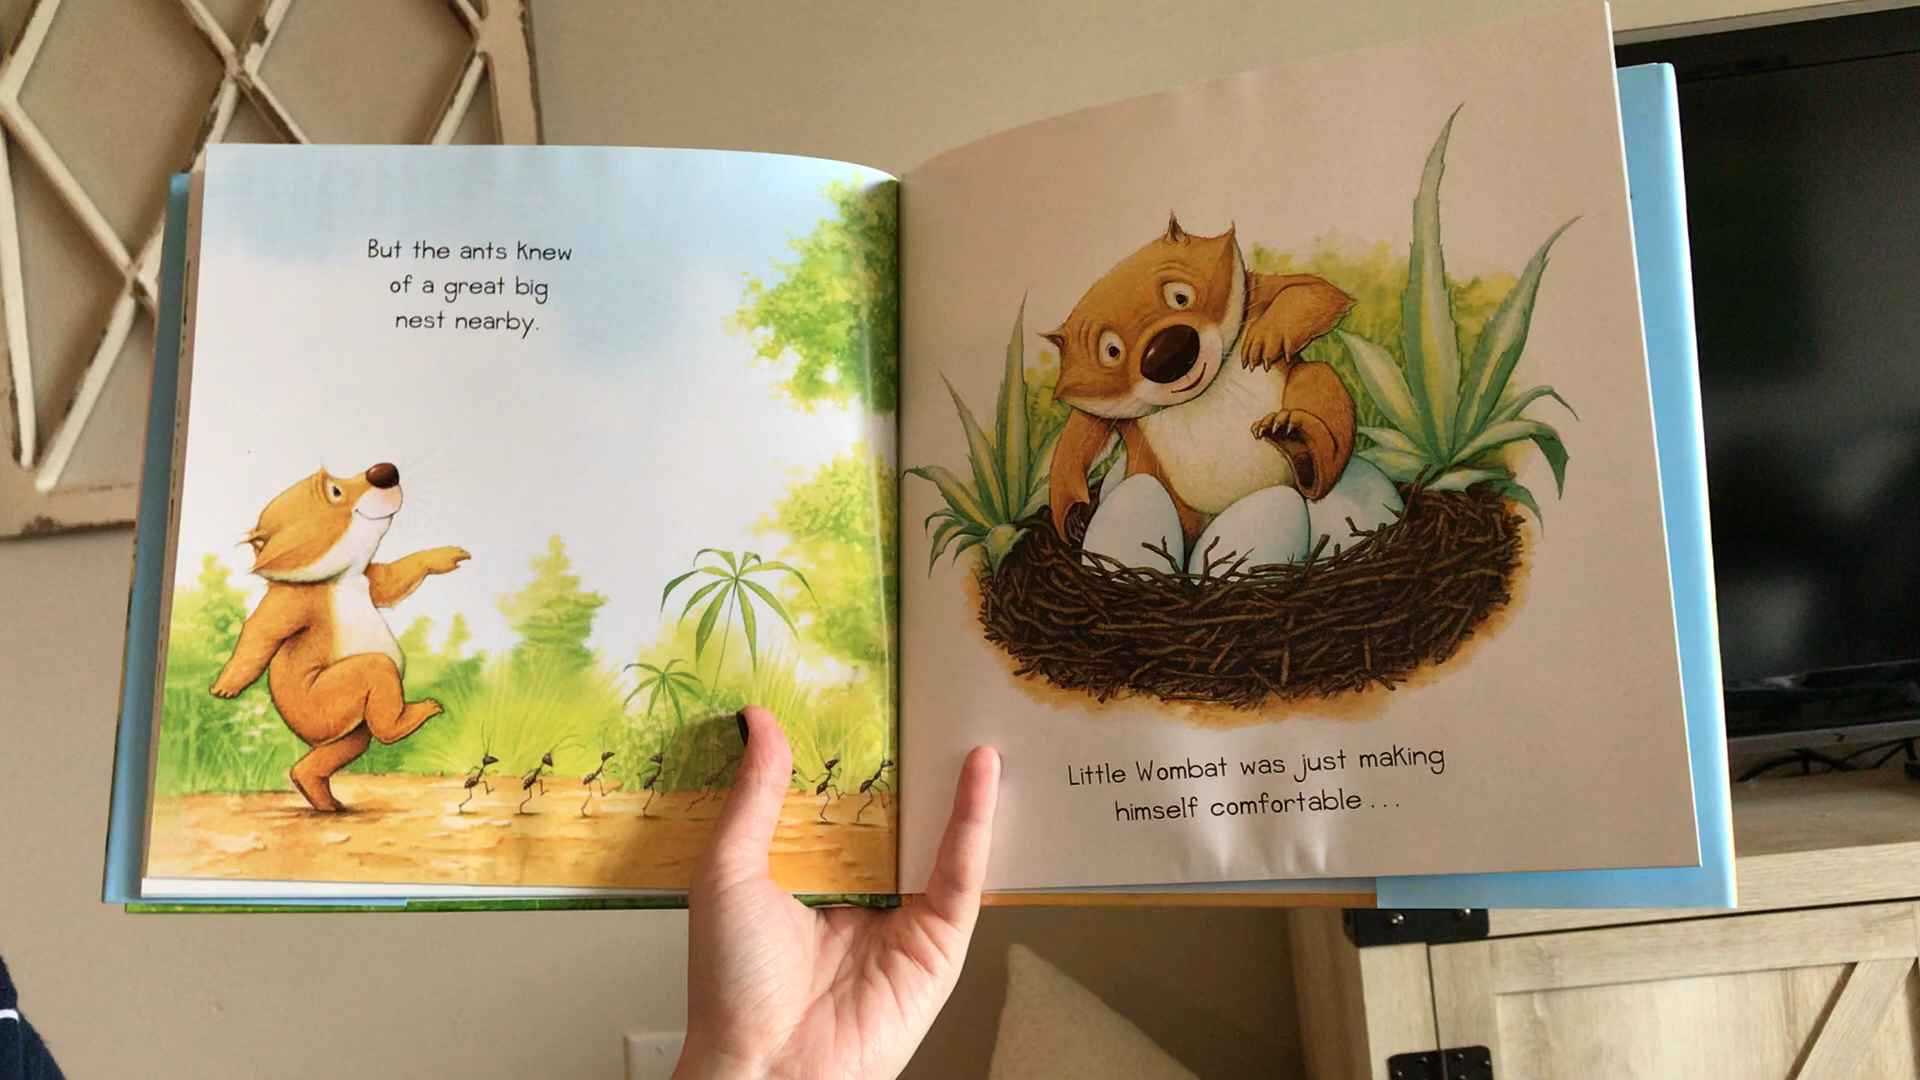 But the ants knew
of a great big
nest nearby.
Little Wombat was just making
himself comfortable . . .